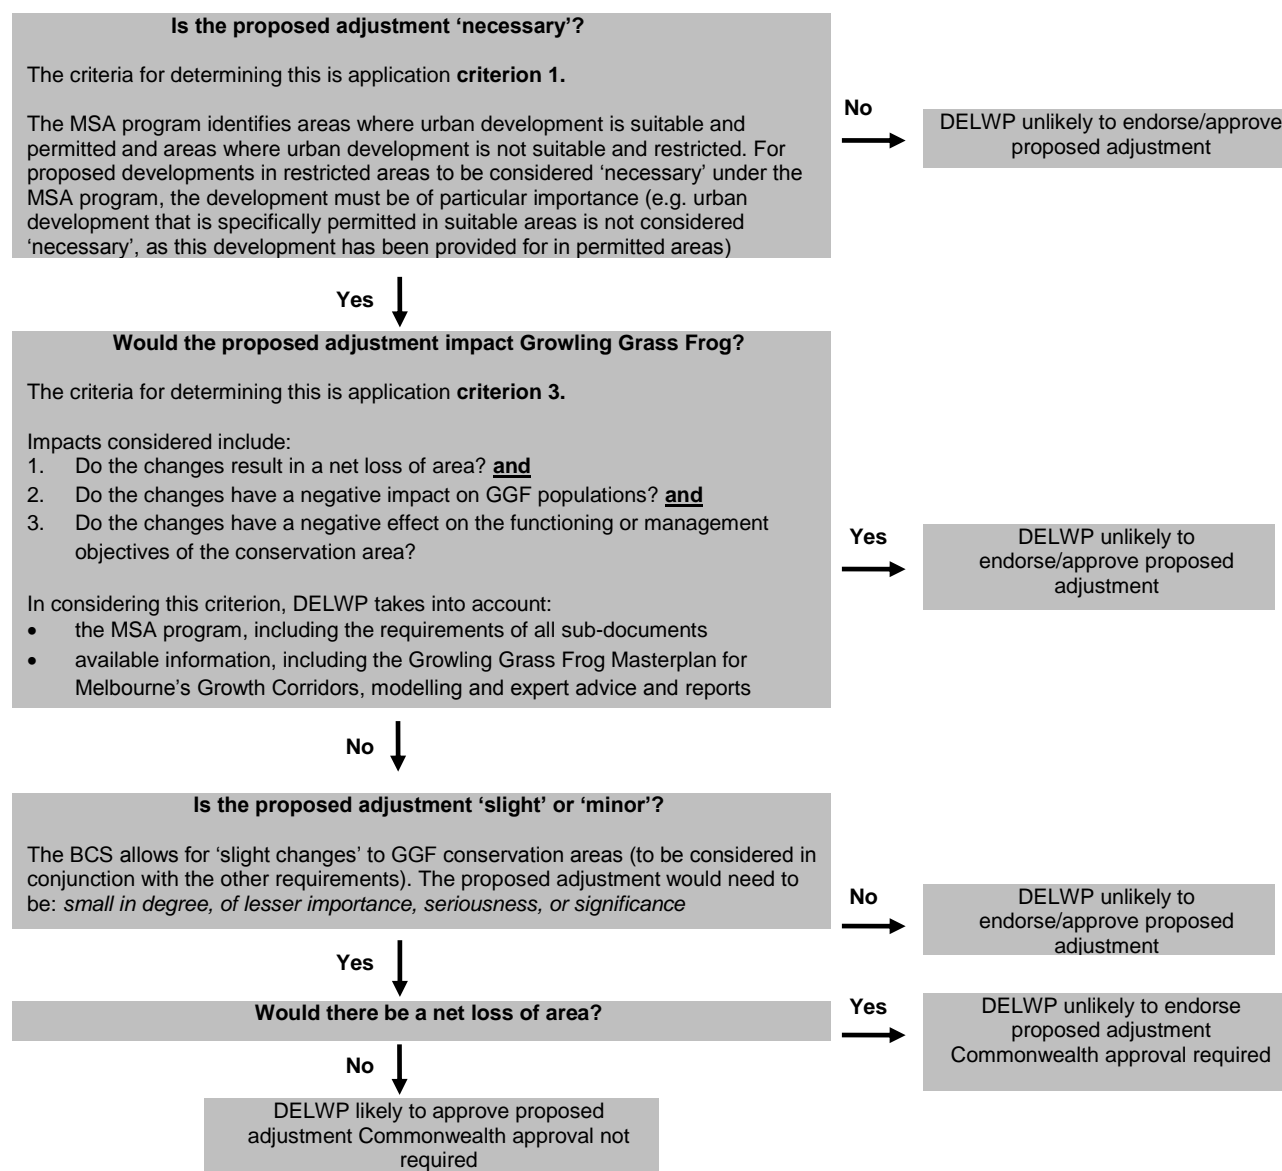 Is the proposed adjustment ‘necessary’?
The criteria for determining this is application criterion 1.
The MSA program identifies areas where urban development is suitable and
permitted and areas where urban development is not suitable and restricted. For
proposed developments in restricted areas to be considered ‘necessary’ under the
MSA program, the development must be of particular importance (e.g. urban
development that is specifically permitted in suitable areas is not considered
‘necessary’, as this development has been provided for in permitted areas)
No
DELWP unlikely to endorse/approve
proposed adjustment
Yes
Would the proposed adjustment impact Growling Grass Frog?
The criteria for determining this is application criterion 3.
Impacts considered include:
1. Do the changes result in a net loss of area? and
2. Do the changes have a negative impact on GGF populations? and
3. Do the changes have a negative effect on the functioning or management
objectives of the conservation area?
In considering this criterion, DELWP takes into account:
• the MSA program, including the requirements of all sub-documents
• available information, including the Growling Grass Frog Masterplan for
Melbourne’s Growth Corridors, modelling and expert advice and reports
Yes
DELWP unlikely to
endorse/approve proposed
adjustment
No
Is the proposed adjustment ‘slight’ or ‘minor’?
The BCS allows for ‘slight changes’ to GGF conservation areas (to be considered in
conjunction with the other requirements). The proposed adjustment would need to
be: small in degree, of lesser importance, seriousness, or significance
No
DELWP unlikely to
endorse/approve proposed
adjustment
Yes
Would there be a net loss of area?
Yes
DELWP unlikely to endorse
proposed adjustment
Commonwealth approval required
No
DELWP likely to approve proposed
adjustment Commonwealth approval not
required